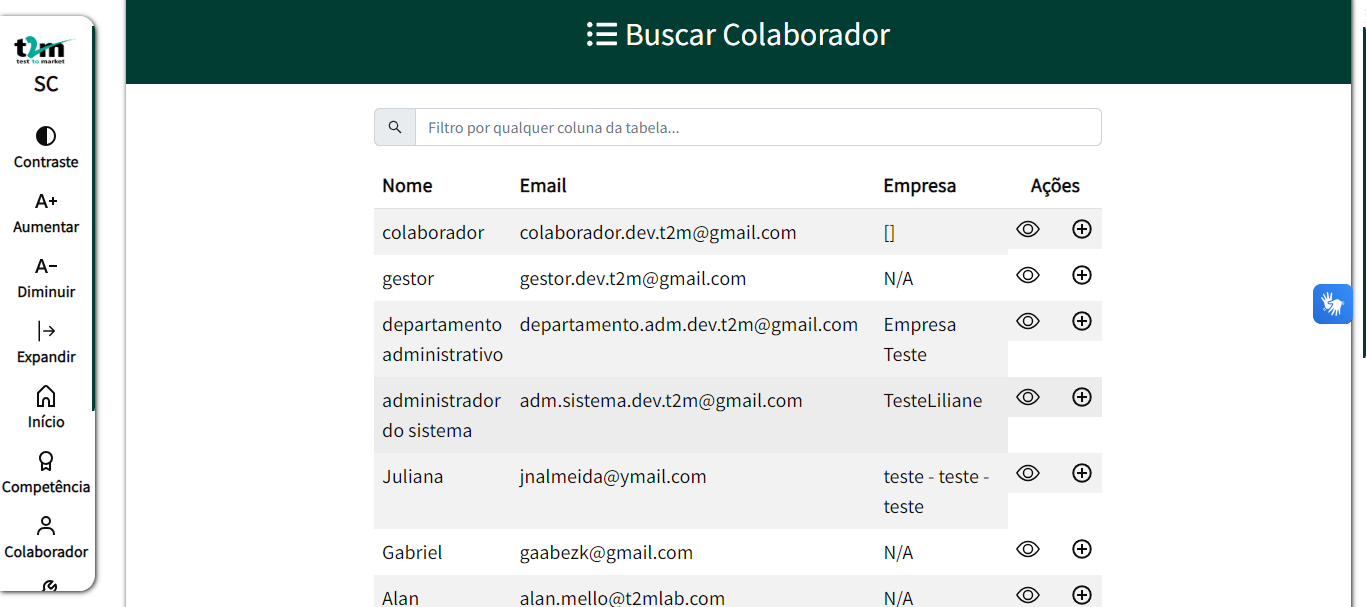 t2m
test to market
SC
Contraste
A+
Aumentar
A-
Diminuir
Expandir
Início
Competência
Colaborador
Buscar Colaborador
Filtro por qualquer coluna da tabela...
Nome Email Empresa Ações
colaborador colaborador.dev.t2m@gmail.com []
gestor gestor.dev.t2m@gmail.com N/A
departamento departamento.adm.dev.t2m@gmail.com Empresa
administrativo Teste
administrador adm.sistema.dev.t2m@gmail.com TesteLiliane
do sistema
Juliana jnalmeida@ymail.com teste - teste -
teste
Gabriel gaabezk@gmail.com N/A
Alan alan.mello@t2mlab.com N/A